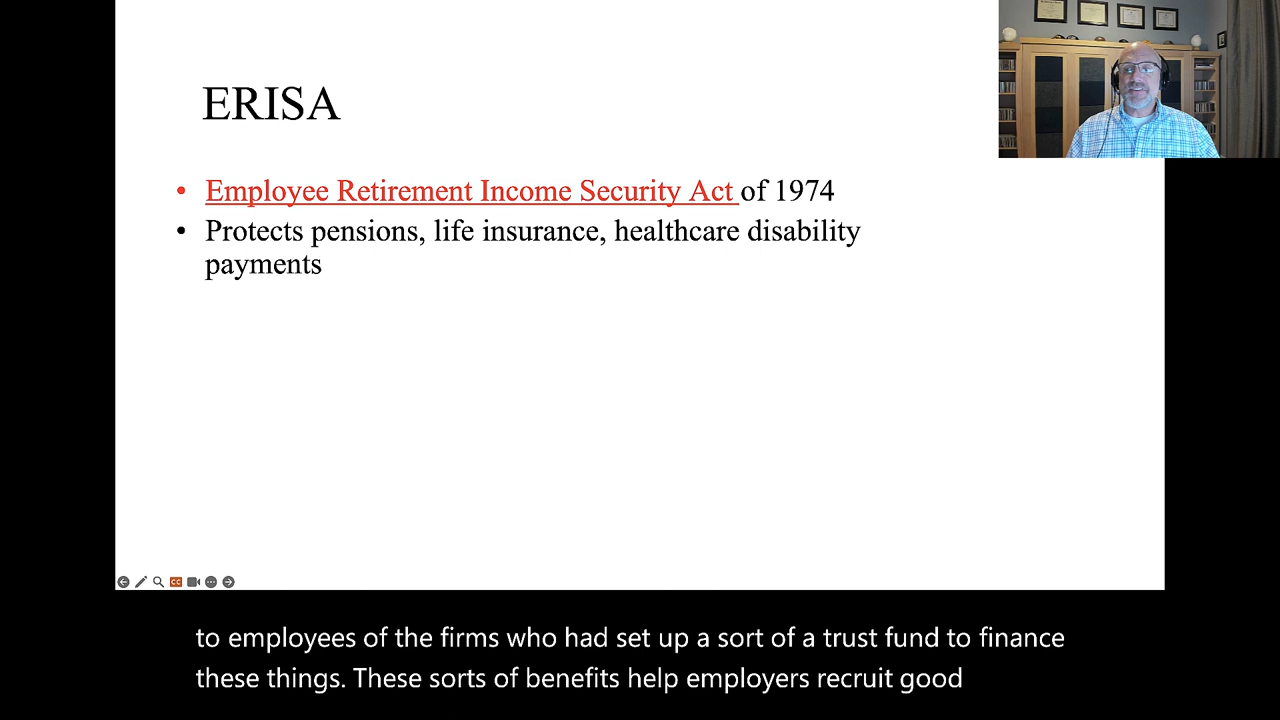 ERISA
• Employee Retirement Income Security Act of 1974
• Protects pensions, life insurance, healthcare disability
payments
CC
to employees of the firms who had set up a sort of a trust fund to finance
these things. These sorts of benefits help employers recruit good